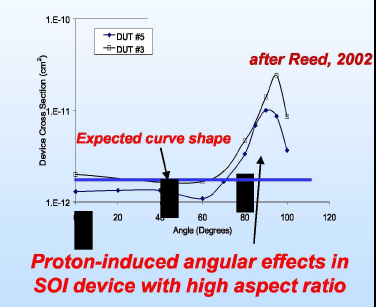 1.E-10
DUT #5
DUT #3
after Reed, 2002
1.E-11
Device Cross Section (cm²)
Expected curve shape
1.E-12
20
40
60
80
100
120
Angle (Degrees)
Proton-induced angular effects in
SOI device with high aspect ratio